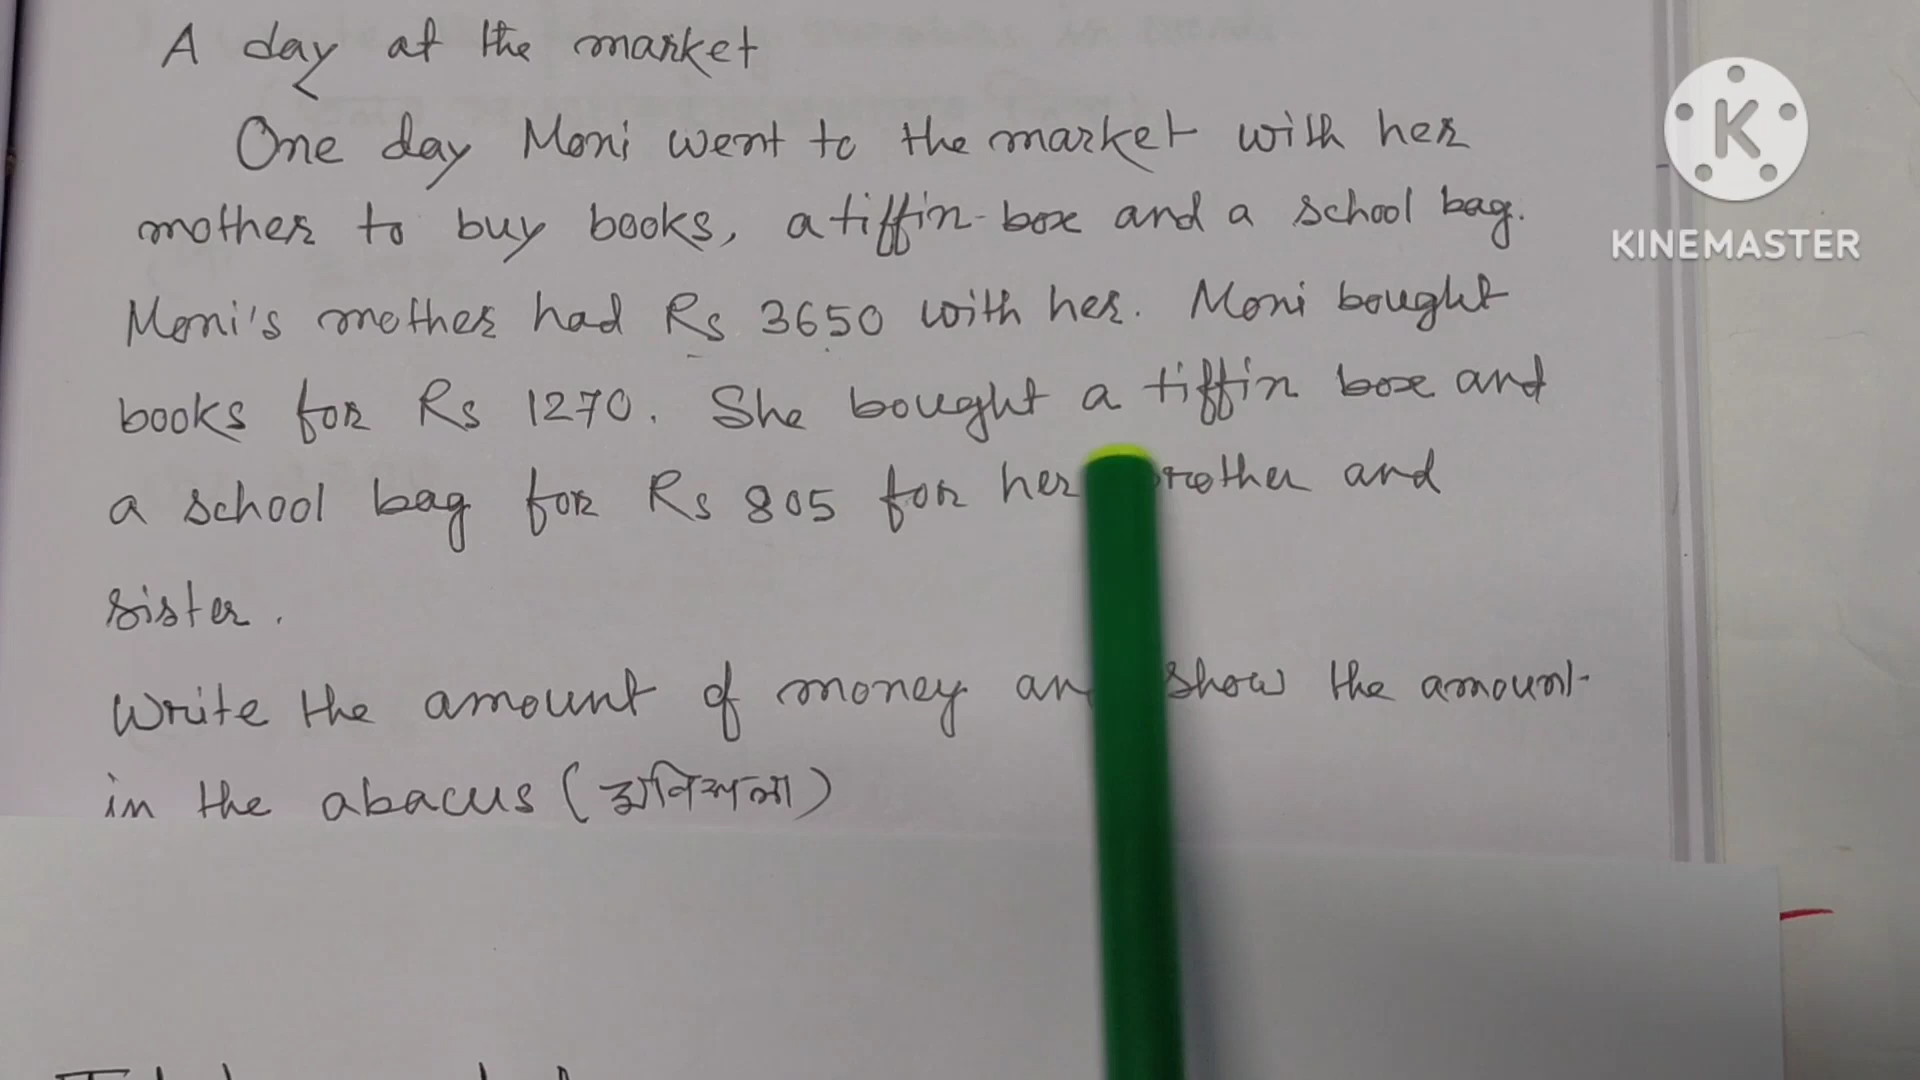 A day at the market
One day Moni went to the market with her
mother to buy books, a tiffin-box and a school bag.
Moni's mother had Rs 3650 with her. Moni bought
books for Rs 1270. She bought a tiffin box and
a school bag for Rs 805 for her brother and
sister.
Write the amount of money and show the amount
in the abacus
KINEMASTER